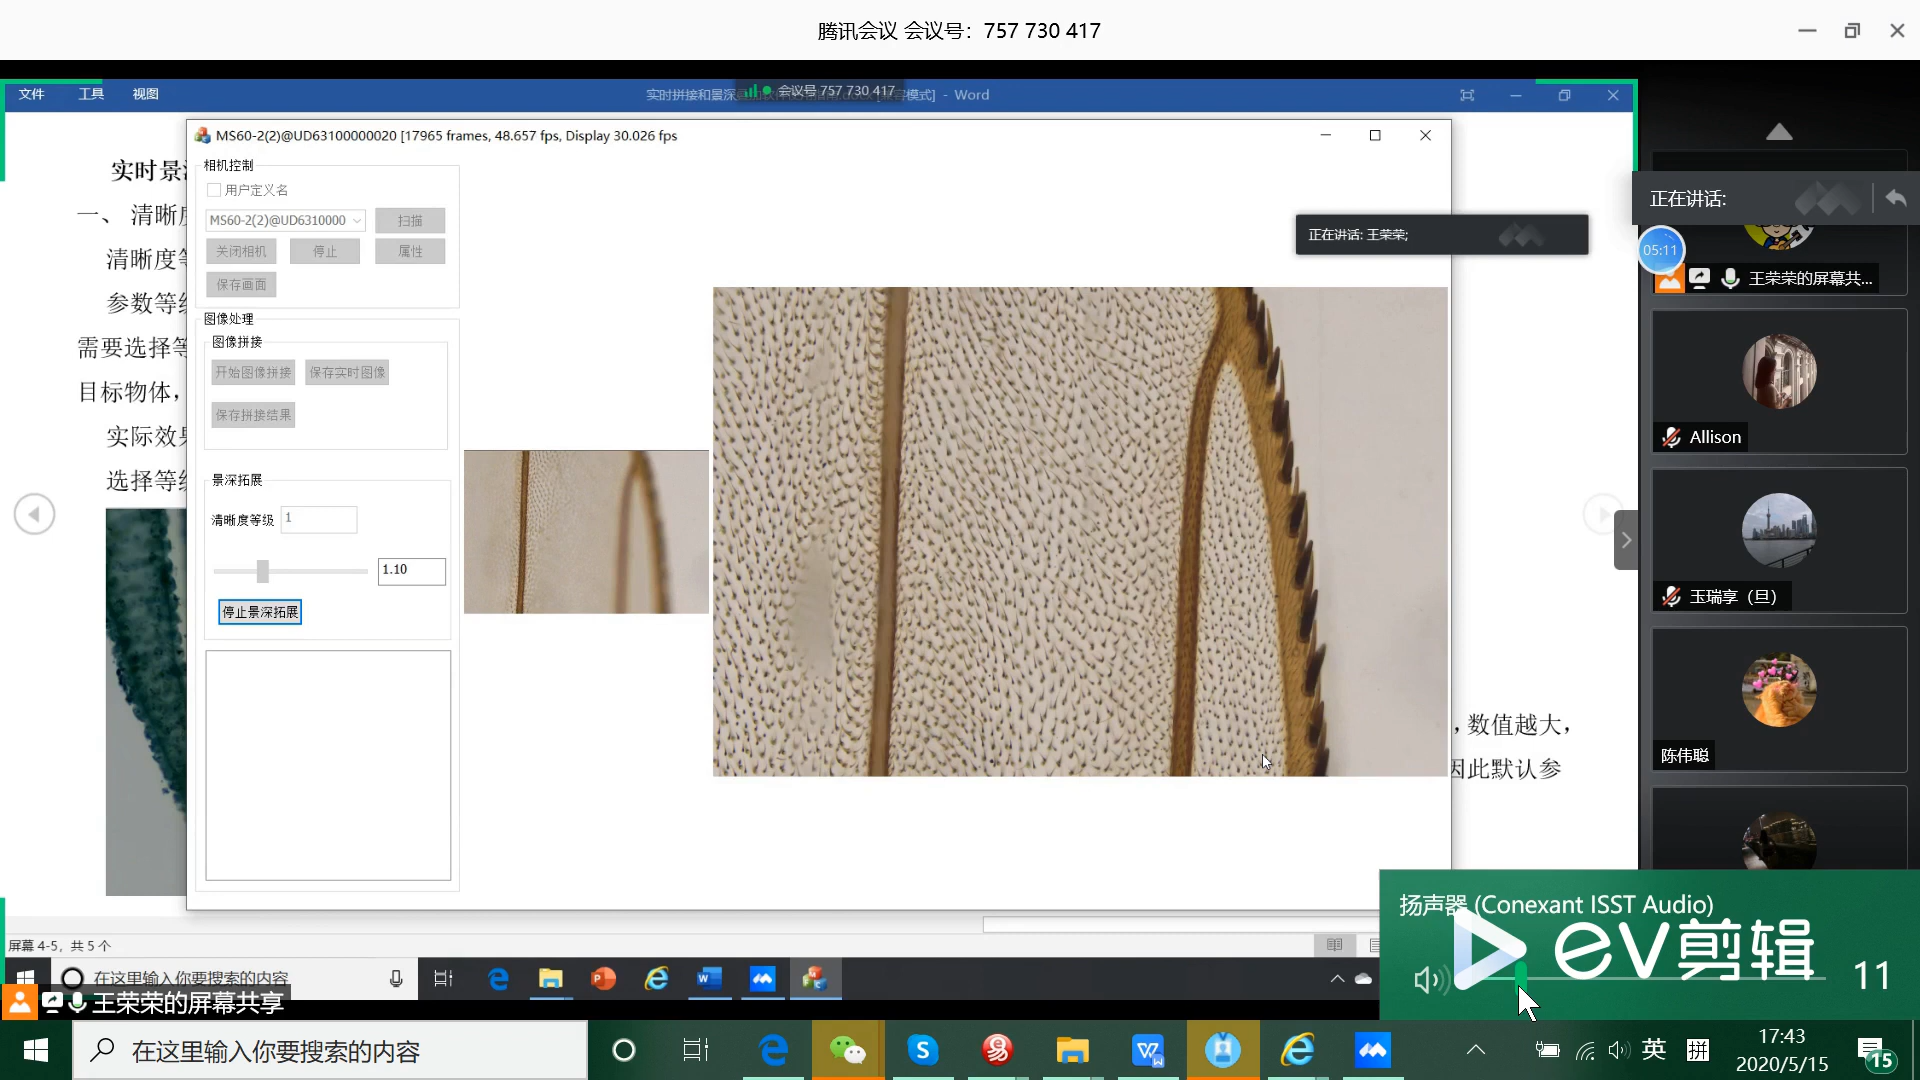 腾讯会议 会议号：757 730 417
文件 工具 视图
会议号 757 730 417
- Word
MS60-2(2)@UD63100000020 [17965 frames, 48.657 fps, Display 30.026 fps
实时景
一、 清晰度
清晰度等
参数等级
需要选择等
目标物体，
实际效果
选择等级
相机控制
用户定义名
MS60-2(2)@UD6310000
扫描
关闭相机
停止
属性
保存画面
图像处理
图像拼接
开始图像拼接
保存实时图像
保存拼接结果
景深拓展
清晰度等级
1
1.10
停止景深拓展
正在讲话: 王荣荣;
，数值越大，
因此默认参
正在讲话:
05:11
王荣荣的屏幕共...
Allison
玉瑞享（旦）
陈伟聪
屏幕 4-5，共 5 个
在这里输入你要搜索的内容
王荣荣的屏幕共享
扬声器 (Conexant ISST Audio)
ev剪辑
11
在这里输入你要搜索的内容
英
拼
17:43
2020/5/15
15